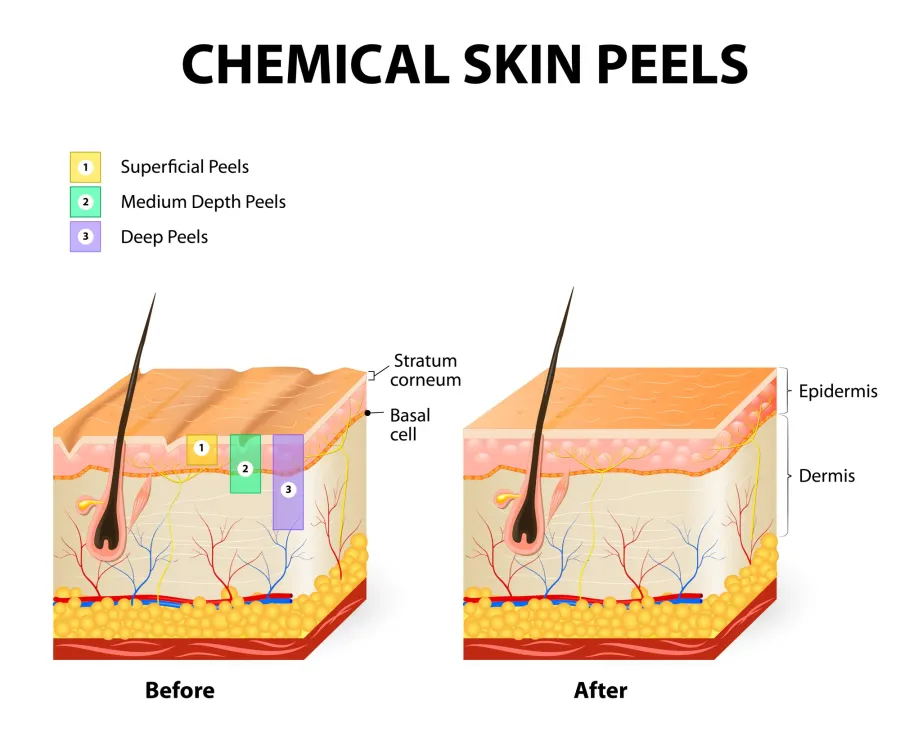 CHEMICAL SKIN PEELS
1 Superficial Peels
2 Medium Depth Peels
3 Deep Peels
Stratum
corneum
Basal
cell
1
2
3
Before
Epidermis
Dermis
After